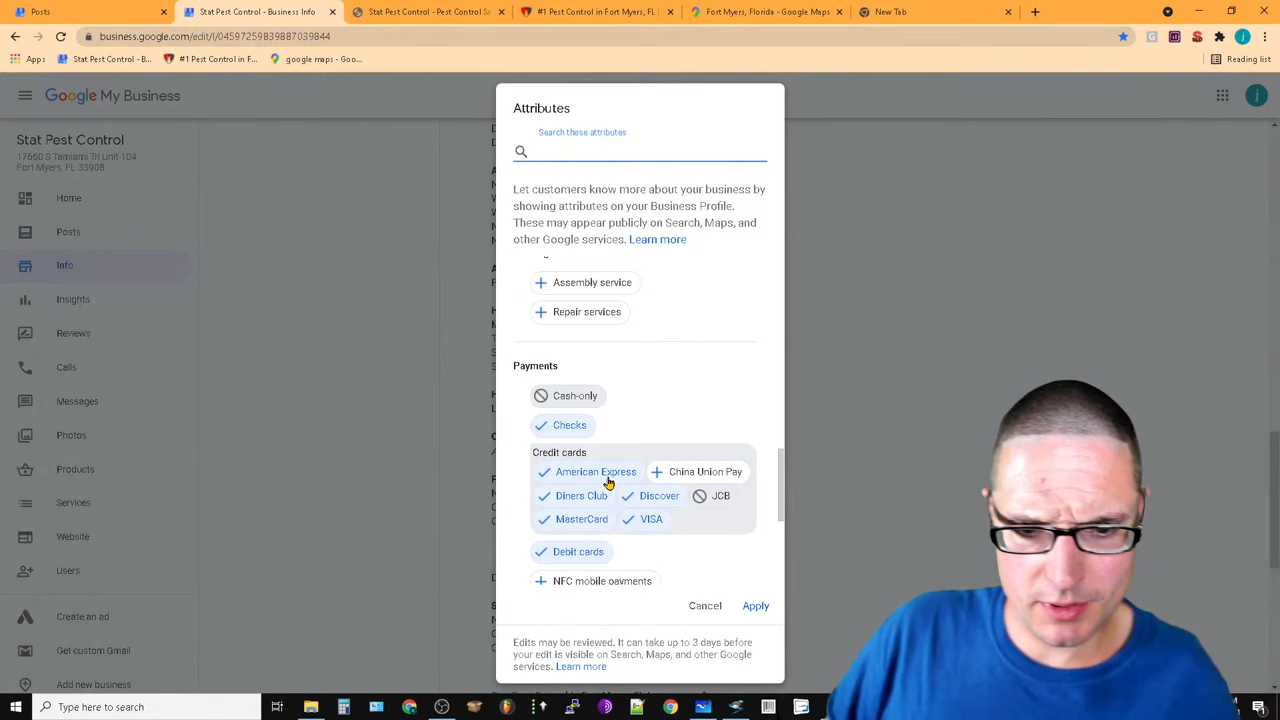 Posts
Stat Pest Control - Business Info
Stat Pest Control - Pest Control Se
#1 Pest Control in Fort Myers, FL |
Fort Myers, Florida - Google Maps
New Tab
business.google.com/edit/l/04597259839087039844
Apps
Stat Pest Control - B...
#1 Pest Control in F...
google maps - Goo...
Reading list
Google My Business
Stat Pest Control
17660 S Tamiami Trl Unit 104
Fort Myers, FL 33908
Home
Posts
Info
Insights
Reviews
Calls
Messages
Photos
Products
Services
Website
Users
Create an ad
Get custom Gmail
Add new business
Attributes
Search these attributes
Let customers know more about your business by
showing attributes on your Business Profile.
These may appear publicly on Search, Maps, and
other Google services. Learn more
Assembly service
Repair services
Payments
Cash-only
Checks
Credit cards
American Express
China Union Pay
Diners Club
Discover
JCB
MasterCard
VISA
Debit cards
NFC mobile payments
Cancel
Apply
Edits may be reviewed. It can take up to 3 days before
your edit is visible on Search, Maps, and other Google
services. Learn more
Type here to search